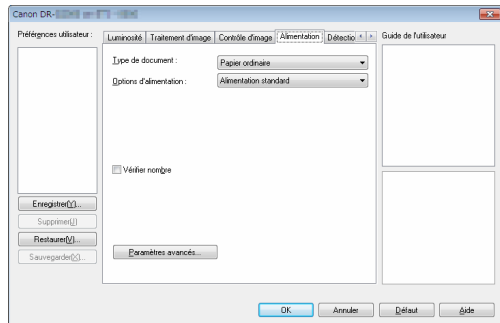 Canon DR-
Préférences utilisateur :
Luminosité Traitement d'image Contrôle d'image Alimentation Détectio
Guide de l'utilisateur
Type de document : Papier ordinaire
Options d'alimentation : Alimentation standard
Vérifier nombre
Enregistrer(Y)...
Supprimer(J)
Restaurer(V)...
Sauvegarder(X)...
Paramètres avancés...
OK Annuler Défaut Aide